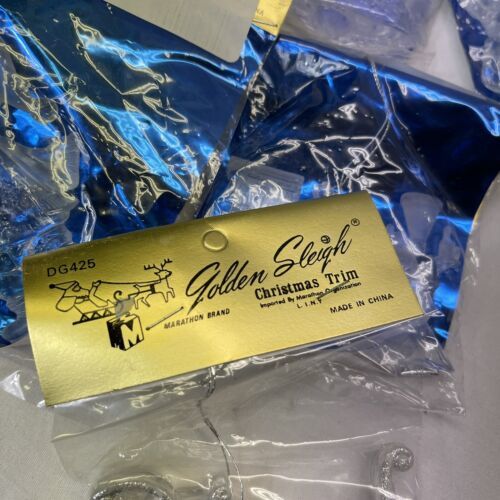 DG425
Golden Sleigh®
Christmas Trim
Imported By Marathon Organization
L.I.N.Y
MADE IN CHINA
M
MARATHON BRAND